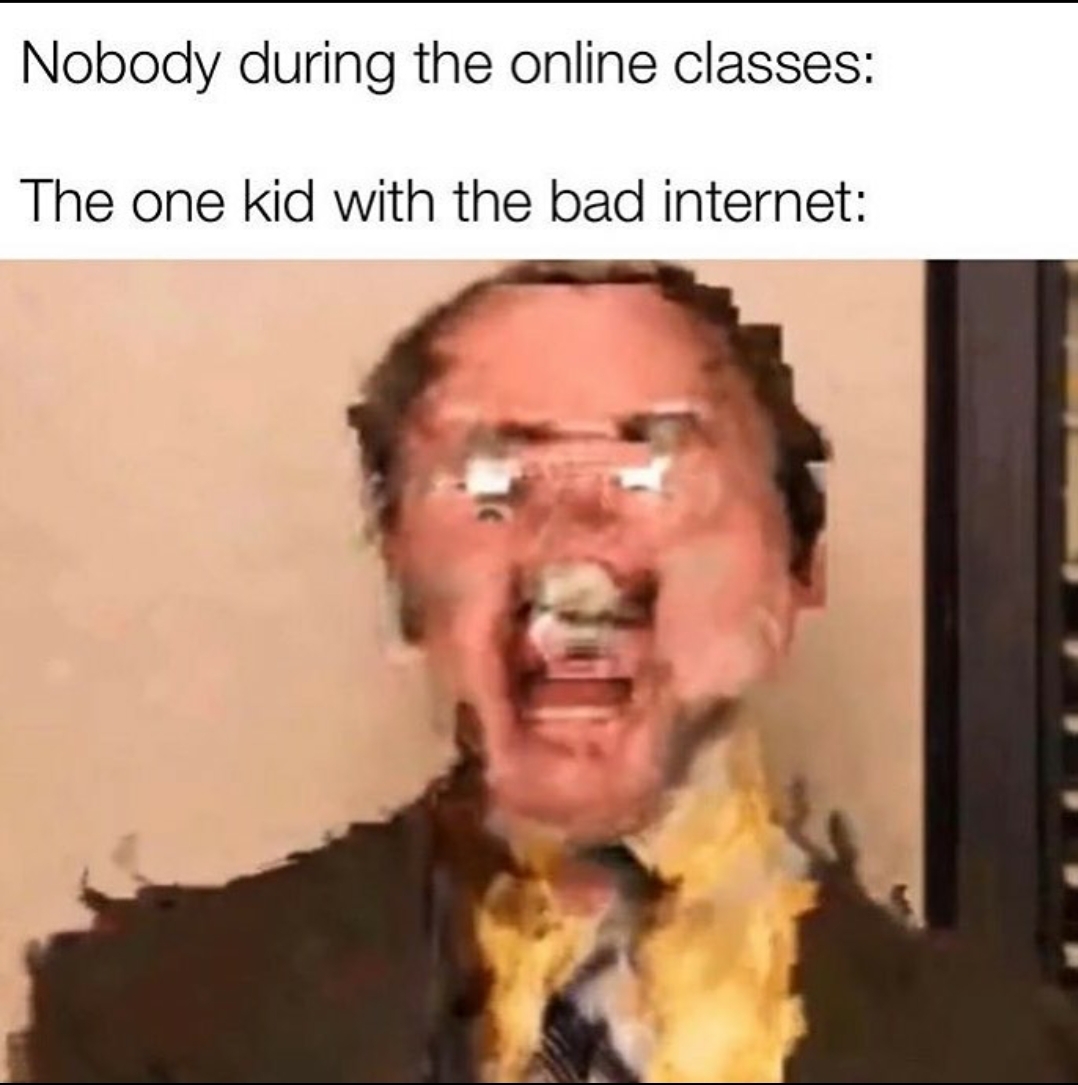 Nobody during the online classes:
The one kid with the bad internet: